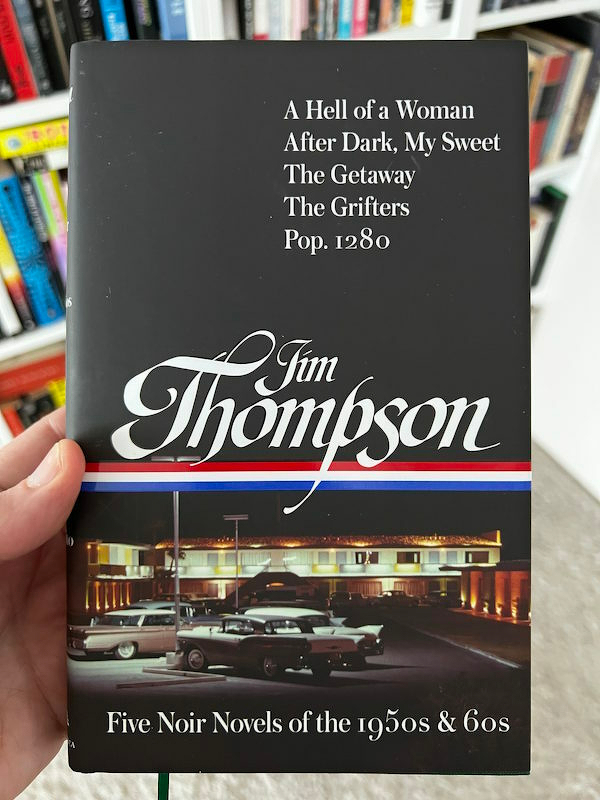 A Hell of a Woman
After Dark, My Sweet
The Getaway
The Grifters
Pop. 1280
Jim
Thompson
Five Noir Novels of the 1950s & 60s